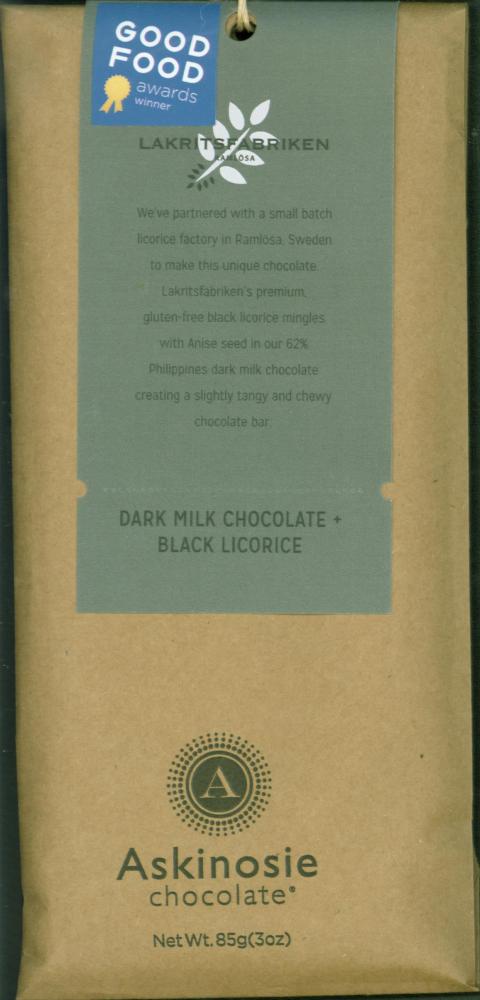 GOOD
FOOD
awards
winner
LAKRITSFABRIKEN
RAMLÖSA
We've partnered with a small batch
licorice factory in Ramlösa, Sweden
to make this unique chocolate.
Lakritsfabriken's premium,
gluten-free black licorice mingles
with Anise seed in our 62%
Philippines dark milk chocolate
creating a slightly tangy and chewy
chocolate bar.
DARK MILK CHOCOLATE +
BLACK LICORICE
A
Askinosie
chocolate®
Net Wt. 85g(3oz)